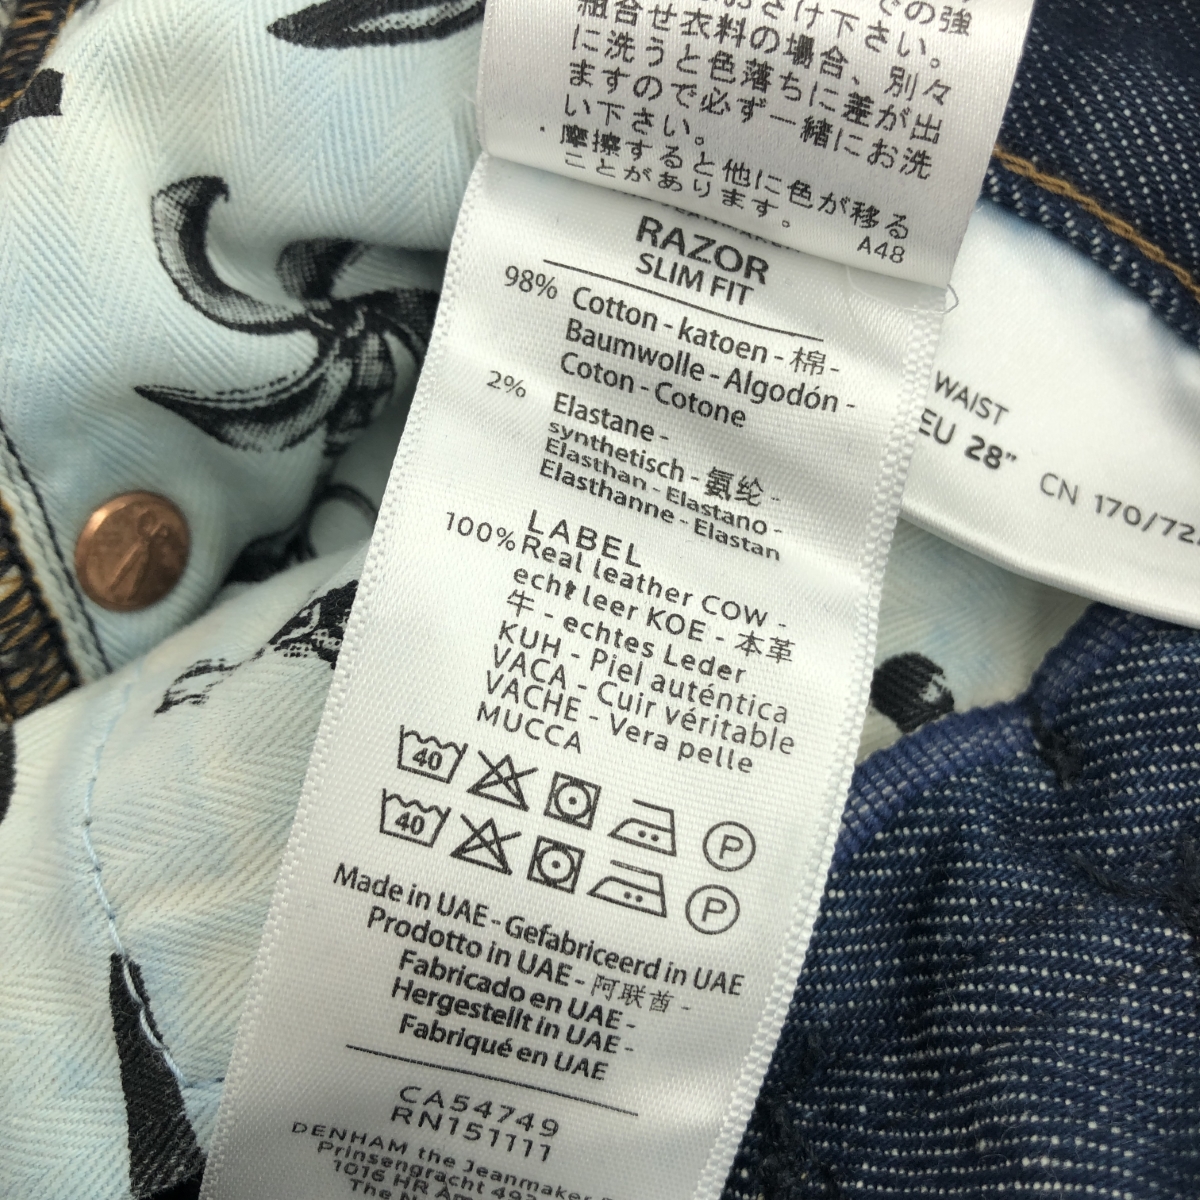 組合せ衣料の場合、別々
に洗うと色落ちに差が出
ますので必ず一緒にお洗
い下さい。
摩擦すると他に色が移る
ことがあります。
A48
RAZOR
SLIM FIT
98% Cotton - katoen - 棉 -
Baumwolle - Algodón -
Coton - Cotone
2% Elastane -
synthetisch - 氨纶 -
Elasthan - Elastano -
Elasthanne - Elastan
LABEL
100% Real leather COW -
echt leer KOE - 本革
牛 - echtes Leder
KUH - Piel auténtica
VACA - Cuir véritable
VACHE - Vera pelle
MUCCA
40 P
40 P
Made in UAE - Gefabriceerd in UAE
Prodotto in UAE - 阿联酋 -
Fabricado en UAE -
Hergestellt in UAE -
Fabriqué en UAE
CA54749
RN151111
DENHAM the Jeanmaker
Prinsengracht
1016 HR
The
WAIST
EU 28" CN 170/72